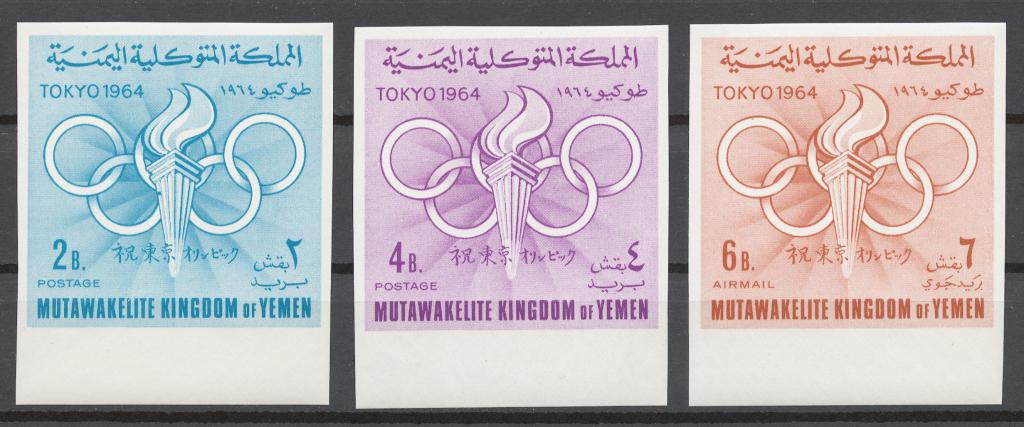 المملكة المتوكلية اليمنية
TOKYO 1964 طوكيو ١٩٦٤
祝 東京 オリンピック
2 B. ٢ بقش
POSTAGE بريد
MUTAWAKELITE KINGDOM OF YEMEN
المملكة المتوكلية اليمنية
TOKYO 1964 طوكيو ١٩٦٤
祝 東京 オリンピック
4 B. ٤ بقش
POSTAGE بريد
MUTAWAKELITE KINGDOM OF YEMEN
المملكة المتوكلية اليمنية
TOKYO 1964 طوكيو ١٩٦٤
祝 東京 オリンピック
6 B. ٦ بقش
AIRMAIL بريد جوي
MUTAWAKELITE KINGDOM OF YEMEN